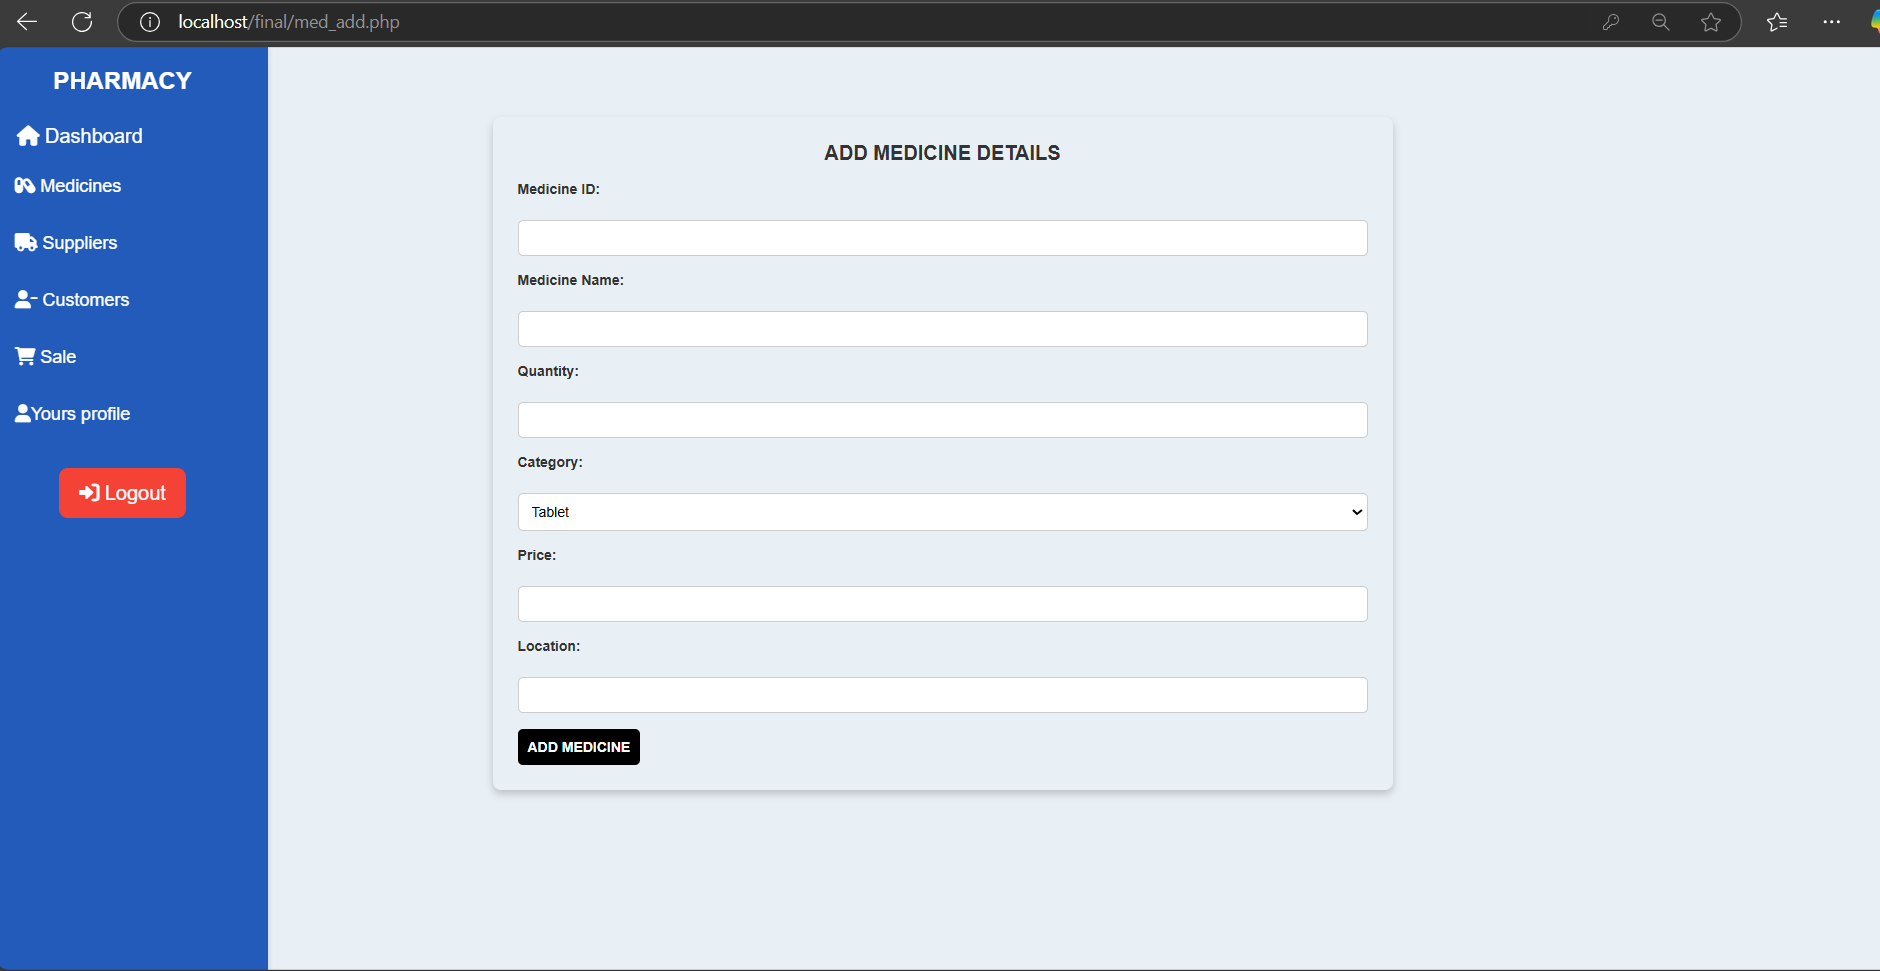 localhost/final/med_add.php
PHARMACY
Dashboard
Medicines
Suppliers
Customers
Sale
Yours profile
Logout
ADD MEDICINE DETAILS
Medicine ID:
Medicine Name:
Quantity:
Category:
Tablet
Price:
Location:
ADD MEDICINE